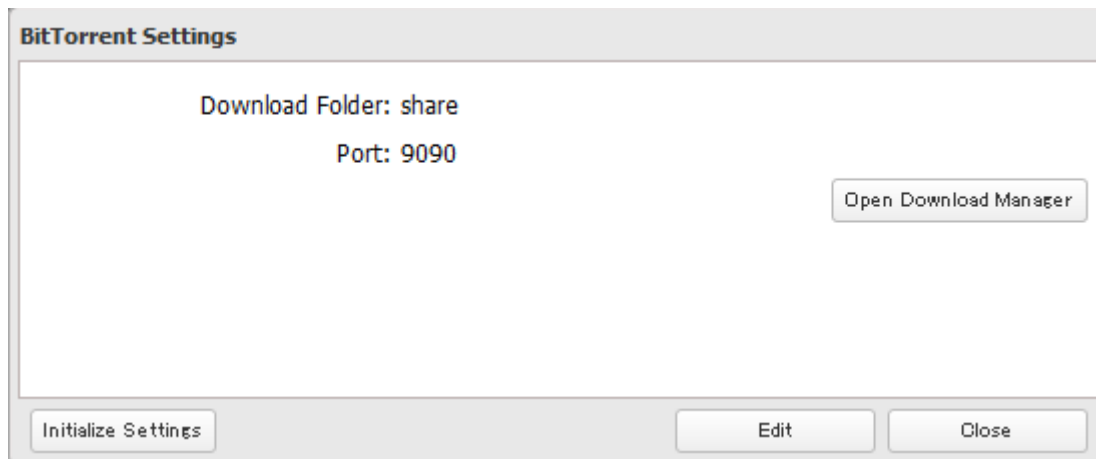 BitTorrent Settings
Download Folder: share
Port: 9090
Open Download Manager
Initialize Settings
Edit
Close